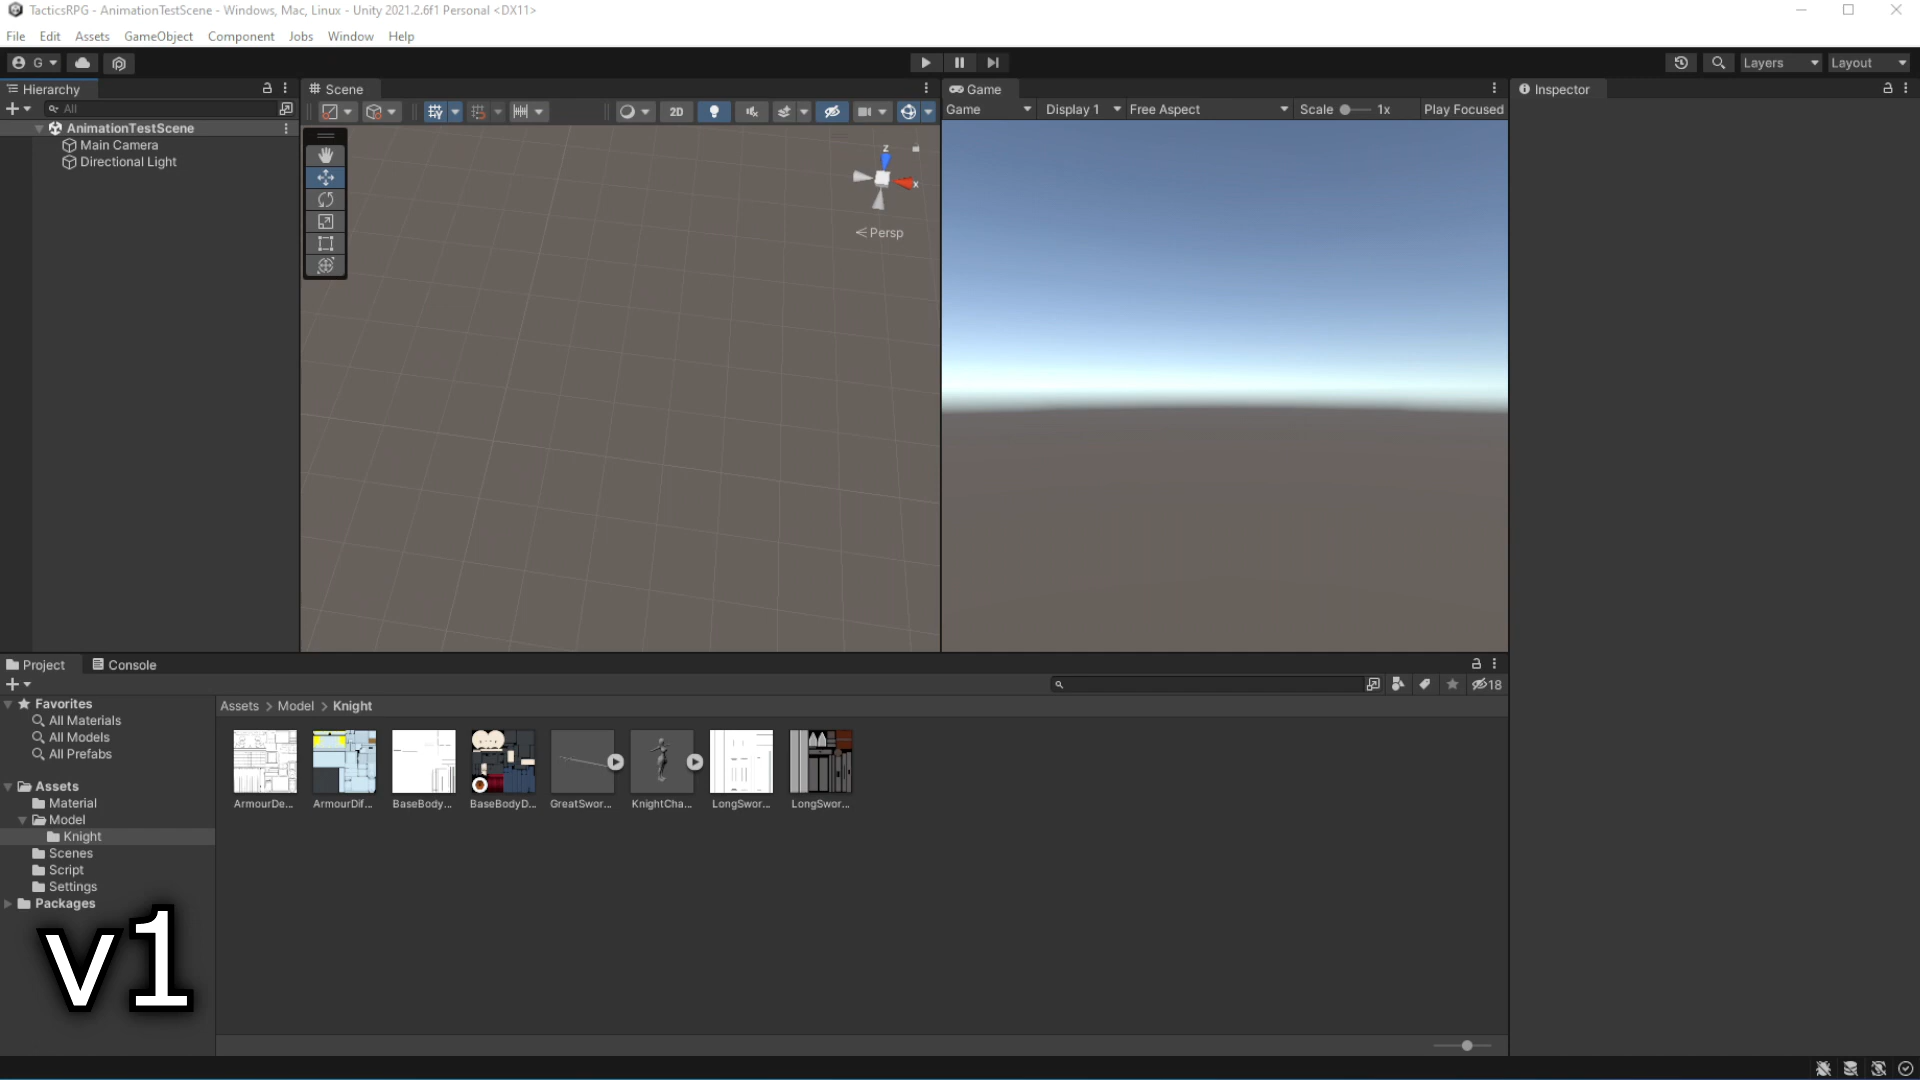 TacticsRPG - AnimationTestScene - Windows, Mac, Linux - Unity 2021.2.6f1 Personal <DX11>
File Edit Assets GameObject Component Jobs Window Help
G Layers Layout
Hierarchy
All
AnimationTestScene
Main Camera
Directional Light
Scene
2D
z
x
Persp
Game
Game Display 1 Free Aspect Scale 1x Play Focused
Inspector
Project Console
18
Favorites
All Materials
All Models
All Prefabs
Assets
Material
Model
Knight
Scenes
Script
Settings
Packages
Assets > Model > Knight
ArmourDe... ArmourDif... BaseBody... BaseBodyD... GreatSwor... KnightCha... LongSwor... LongSwor...
v1